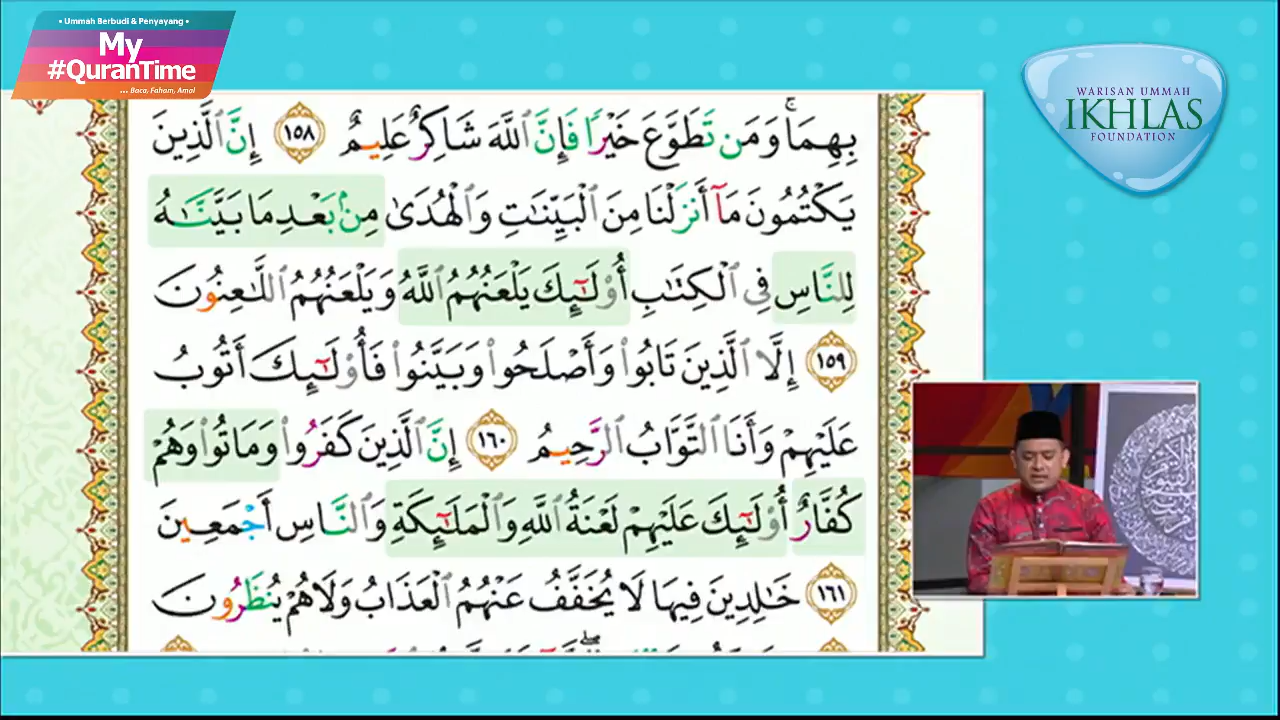 • Ummah Berbudi & Penyayang •
My
#QuranTime
... Baca, Faham, Amal
WARISAN UMMAH
IKHLAS
FOUNDATION
بِهِمَاۚ وَمَن تَطَوَّعَ خَيْرًا فَإِنَّ ٱللَّهَ شَاكِرٌ عَلِيمٌ ١٥٨ إِنَّ ٱلَّذِينَ
يَكْتُمُونَ مَآ أَنزَلْنَا مِنَ ٱلْبَيِّنَٰتِ وَٱلْهُدَىٰ مِنۢ بَعْدِ مَا بَيَّنَّٰهُ
لِلنَّاسِ فِى ٱلْكِتَٰبِ أُو۟لَٰٓئِكَ يَلْعَنُهُمُ ٱللَّهُ وَيَلْعَنُهُمُ ٱللَّٰعِنُونَ
١٥٩ إِلَّا ٱلَّذِينَ تَابُوا۟ وَأَصْلَحُوا۟ وَبَيَّنُوا۟ فَأُو۟لَٰٓئِكَ أَتُوبُ
عَلَيْهِمْ وَأَنَا ٱلتَّوَّابُ ٱلرَّحِيمُ ١٦٠ إِنَّ ٱلَّذِينَ كَفَرُوا۟ وَمَاتُوا۟ وَهُمْ
كُفَّارٌ أُو۟لَٰٓئِكَ عَلَيْهِمْ لَعْنَةُ ٱللَّهِ وَٱلْمَلَٰٓئِكَةِ وَٱلنَّاسِ أَجْمَعِينَ
١٦١ خَٰلِدِينَ فِيهَا لَا يُخَفَّفُ عَنْهُمُ ٱلْعَذَابُ وَلَا هُمْ يُنظَرُونَ